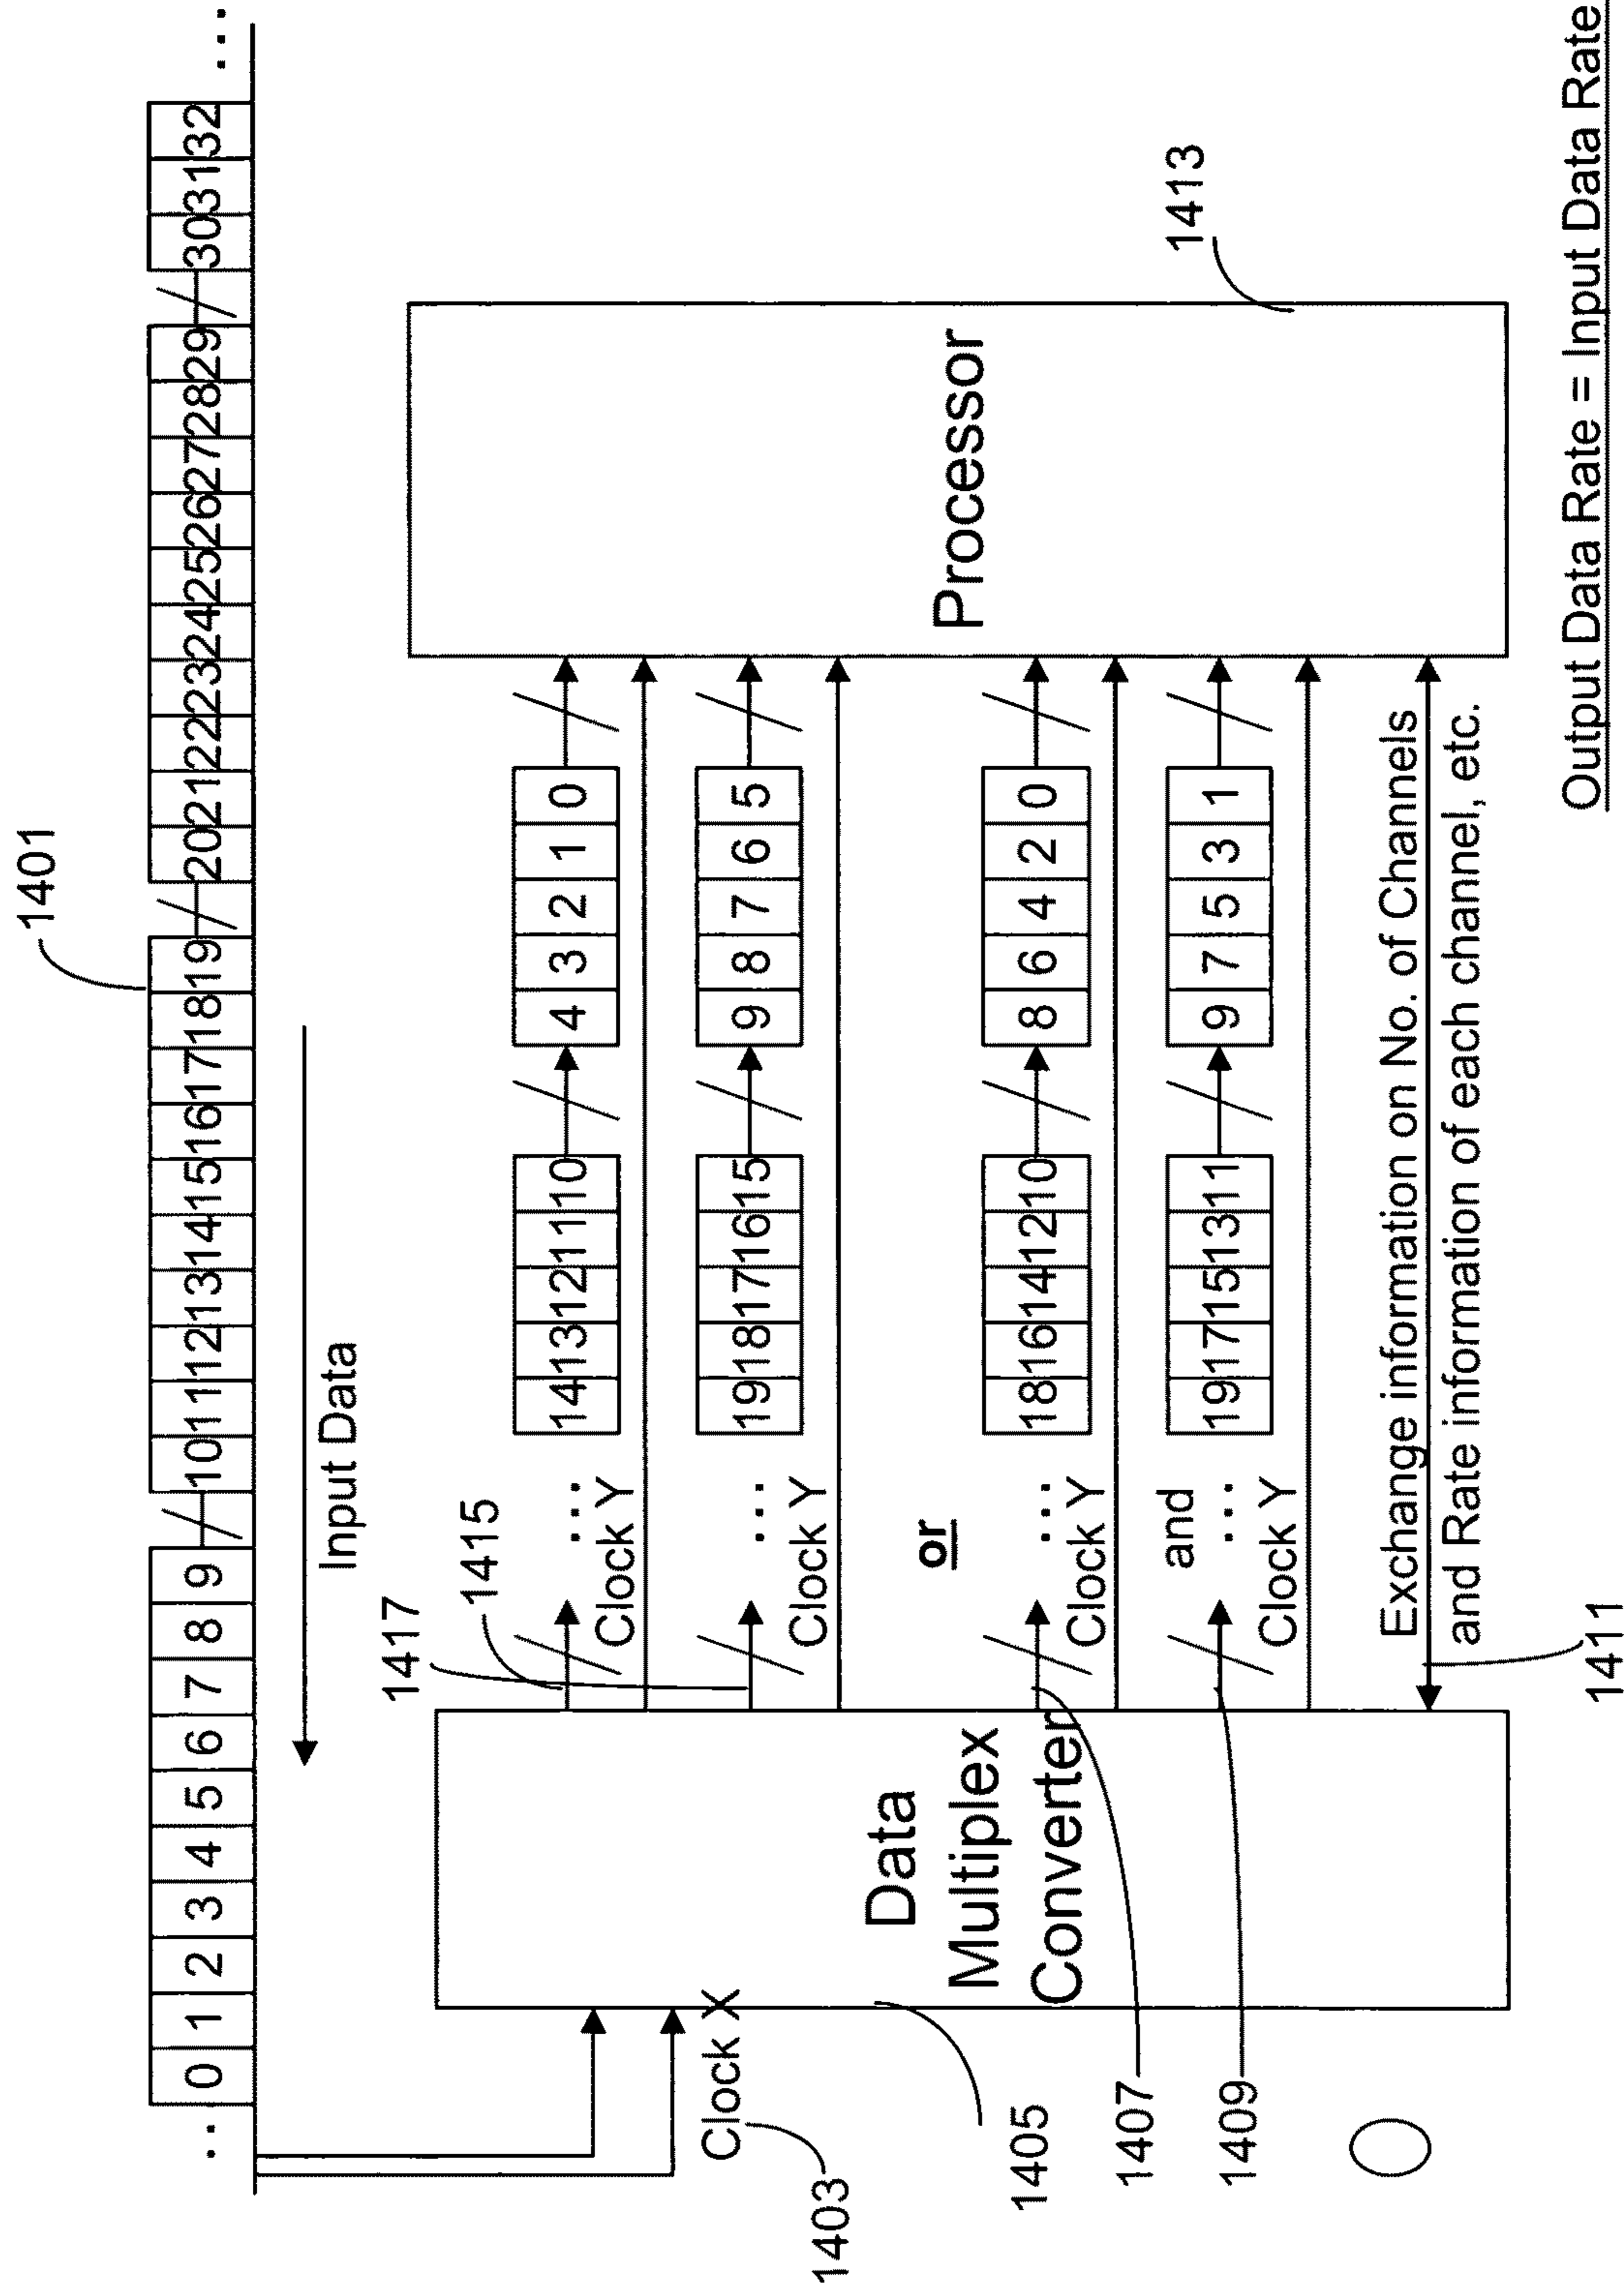 1401
.. 0 1 2 3 4 5 6 7 8 9 10 11 12 13 14 15 16 17 18 19 20 21 22 23 24 25 26 27 28 29 30 31 32 ...
Input Data
1417
1415
... 14 13 12 11 10 4 3 2 1 0
Clock Y
... 19 18 17 16 15 9 8 7 6 5
Clock Y
or
... 18 16 14 12 10 8 6 4 2 0
Clock Y
and
... 19 17 15 13 11 9 7 5 3 1
Clock Y
Exchange information on No. of Channels
and Rate information of each channel, etc.
1411
Clock X
1403
Data
Multiplex
Converter
1405
1407
1409
Processor
1413
Output Data Rate = Input Data Rate